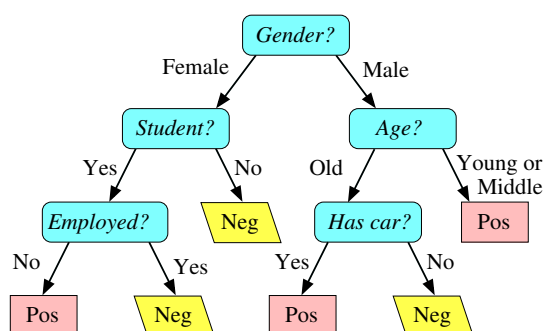 Gender?
Female
Male
Student?
Age?
Yes
No
Old
Young or
Middle
Employed?
Neg
Has car?
Pos
No
Yes
Yes
No
Pos
Neg
Pos
Neg